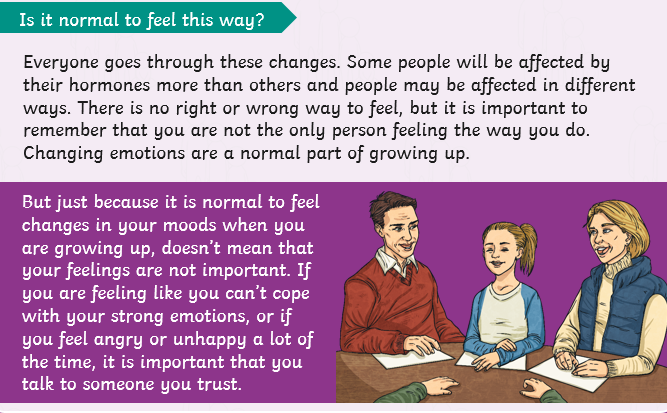 Is it normal to feel this way?
Everyone goes through these changes. Some people will be affected by
their hormones more than others and people may be affected in different
ways. There is no right or wrong way to feel, but it is important to
remember that you are not the only person feeling the way you do.
Changing emotions are a normal part of growing up.
But just because it is normal to feel
changes in your moods when you
are growing up, doesn't mean that
your feelings are not important. If
you are feeling like you can't cope
with your strong emotions, or if
you feel angry or unhappy a lot of
the time, it is important that you
talk to someone you trust.